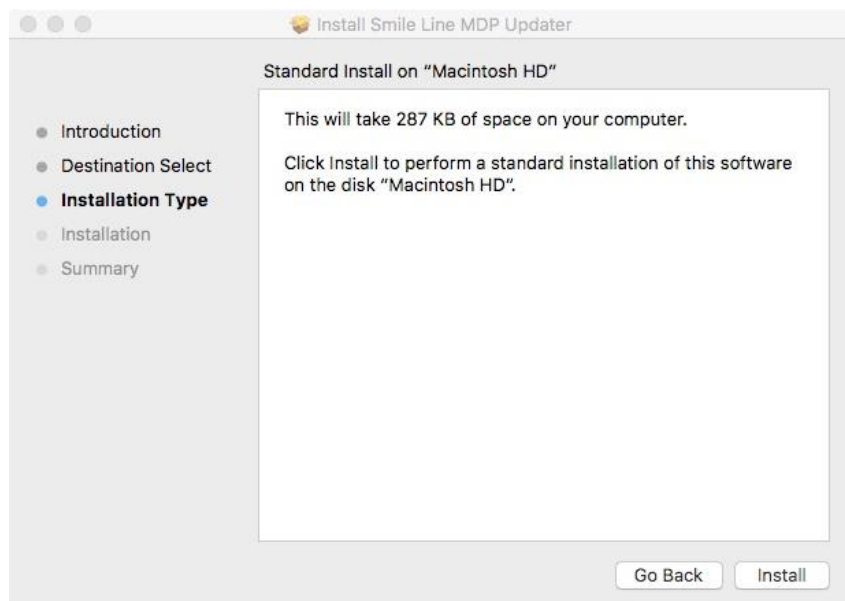 Install Smile Line MDP Updater
Standard Install on “Macintosh HD”
Introduction
Destination Select
Installation Type
Installation
Summary
This will take 287 KB of space on your computer.
Click Install to perform a standard installation of this software
on the disk “Macintosh HD”.
Go Back
Install